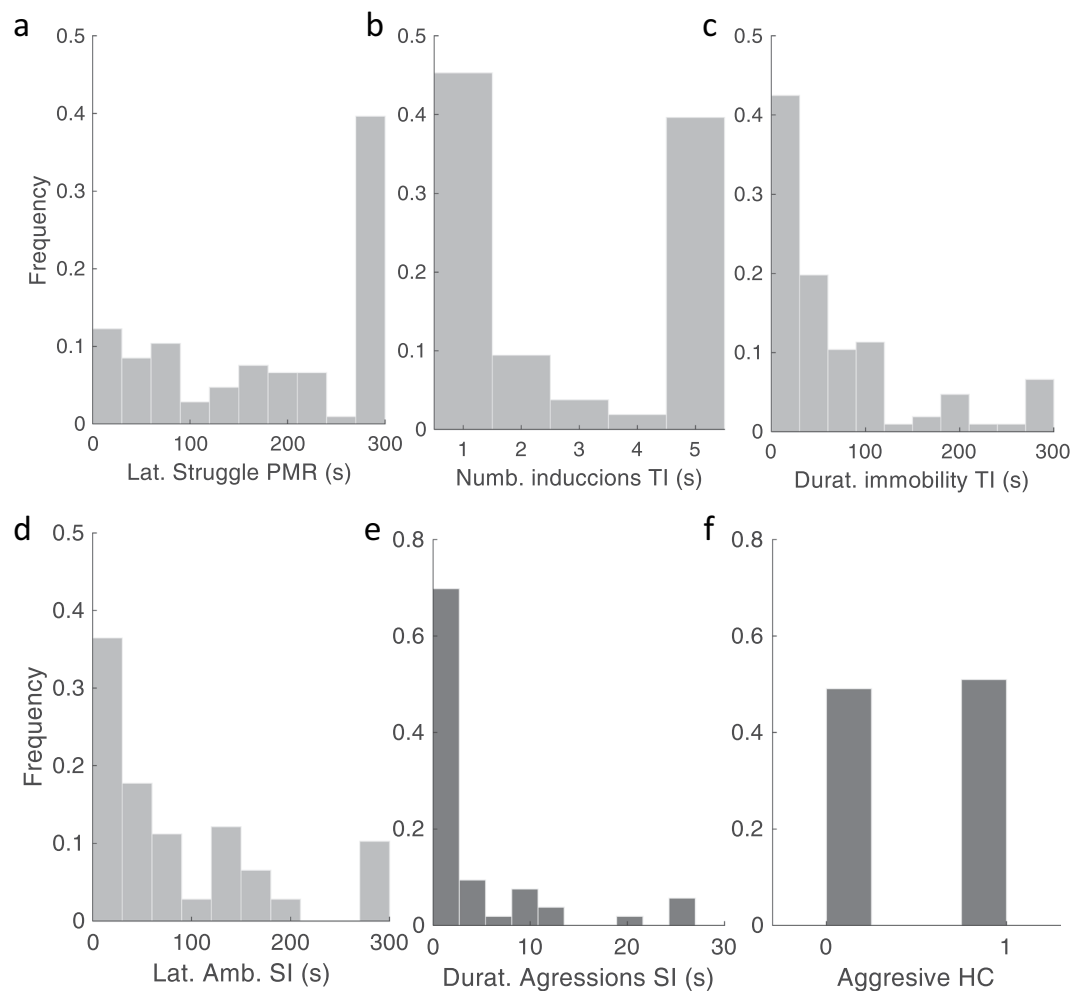 a
0.5
0.4
0.3
0.2
0.1
0
Frequency
0 100 200 300
Lat. Struggle PMR (s)
b
0.5
0.4
0.3
0.2
0.1
0
1 2 3 4 5
Numb. induccions TI (s)
c
0.5
0.4
0.3
0.2
0.1
0
0 100 200 300
Durat. immobility TI (s)
d
0.5
0.4
0.3
0.2
0.1
0
Frequency
0 100 200 300
Lat. Amb. SI (s)
e
0.8
0.6
0.4
0.2
0
0 10 20 30
Durat. Agressions SI (s)
f
0.8
0.6
0.4
0.2
0
0 1
Aggresive HC